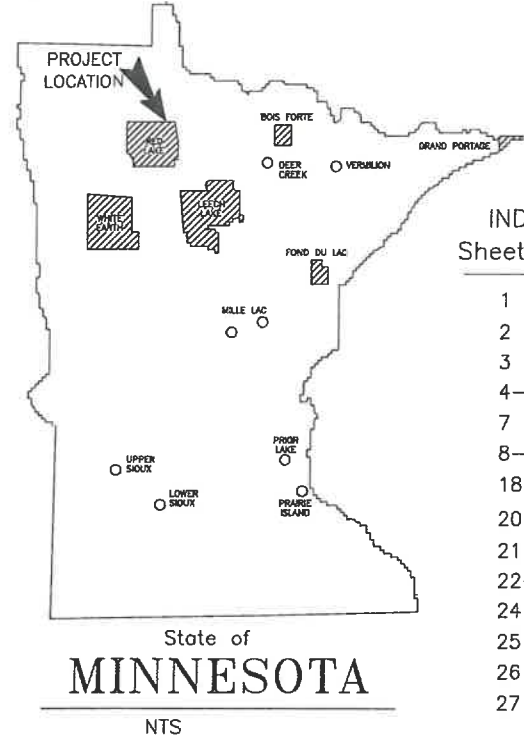 PROJECT
LOCATION
RED
LAKE
BOIS FORTE
DEER
CREEK
VERMILION
GRAND PORTAGE
WHITE
EARTH
LEECH
LAKE
FOND DU LAC
MILLE LAC
UPPER
SIOUX
LOWER
SIOUX
PRIOR
LAKE
PRAIRIE
ISLAND
State of
MINNESOTA
NTS
IND
Sheet
1
2
3
4–
7
8–
18
20
21
22–
24
25
26
27